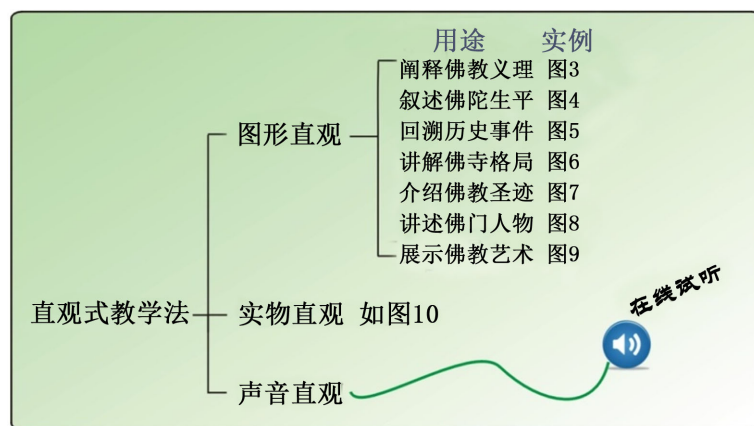 用途 实例
阐释佛教义理 图3
叙述佛陀生平 图4
图形直观
回溯历史事件 图5
讲解佛寺格局 图6
介绍佛教圣迹 图7
讲述佛门人物 图8
展示佛教艺术 图9
在线试听
直观式教学法
实物直观 如图10
声音直观